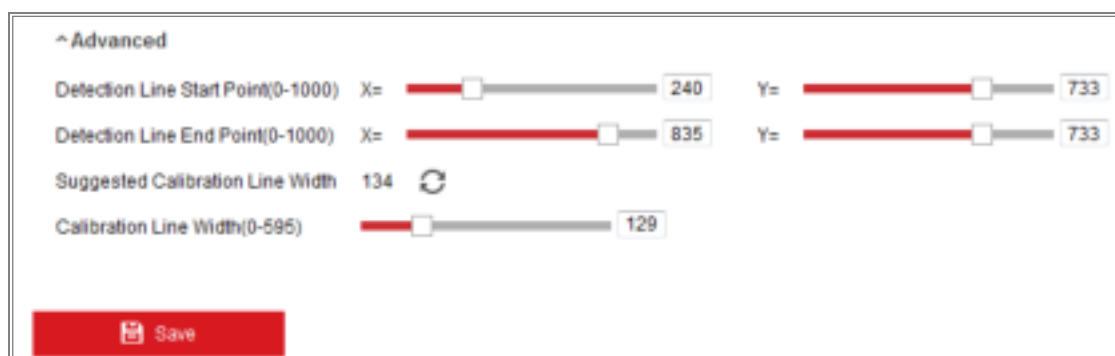 Advanced
Detection Line Start Point(0-1000) X= 240 Y= 733
Detection Line End Point(0-1000) X= 835 Y= 733
Suggested Calibration Line Width 134
Calibration Line Width(0-595) 129
Save